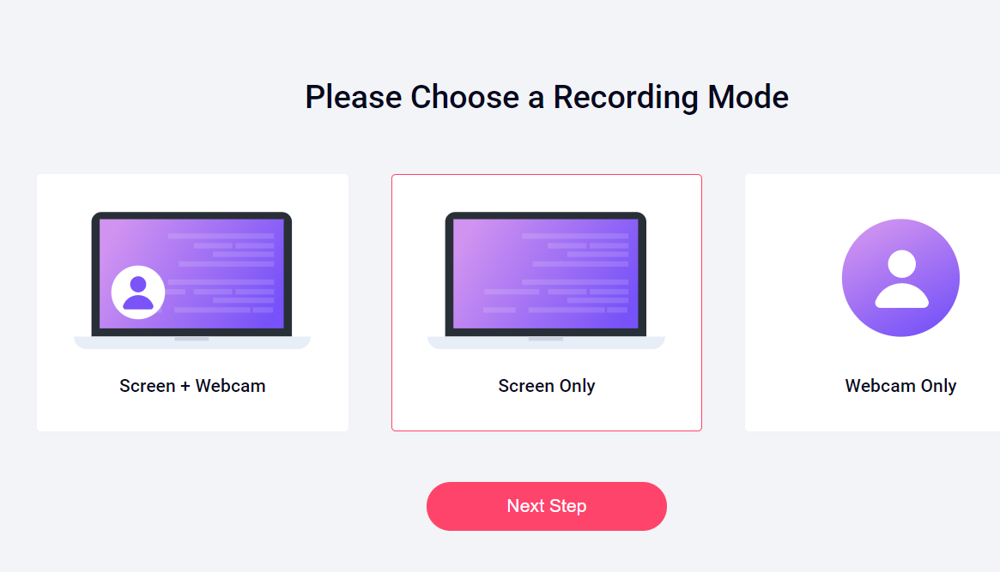 Please Choose a Recording Mode
Screen + Webcam
Screen Only
Webcam Only
Next Step